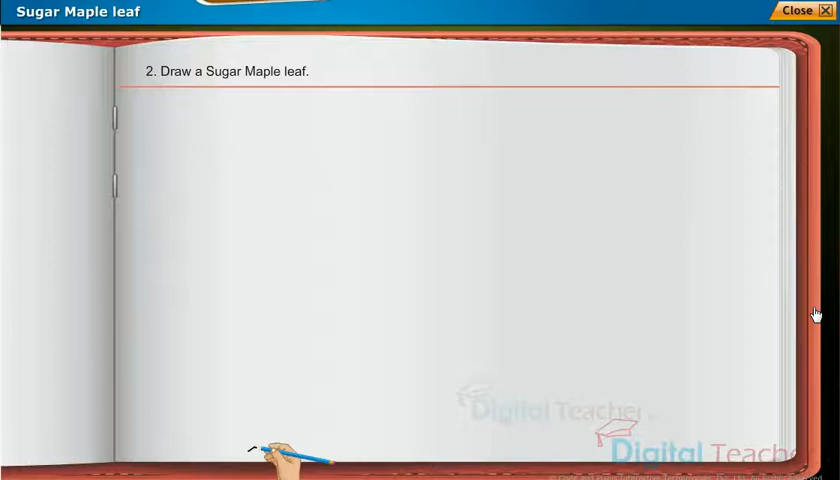 Sugar Maple leaf
Close
2. Draw a Sugar Maple leaf.
Digital Teacher
Digital Teacher